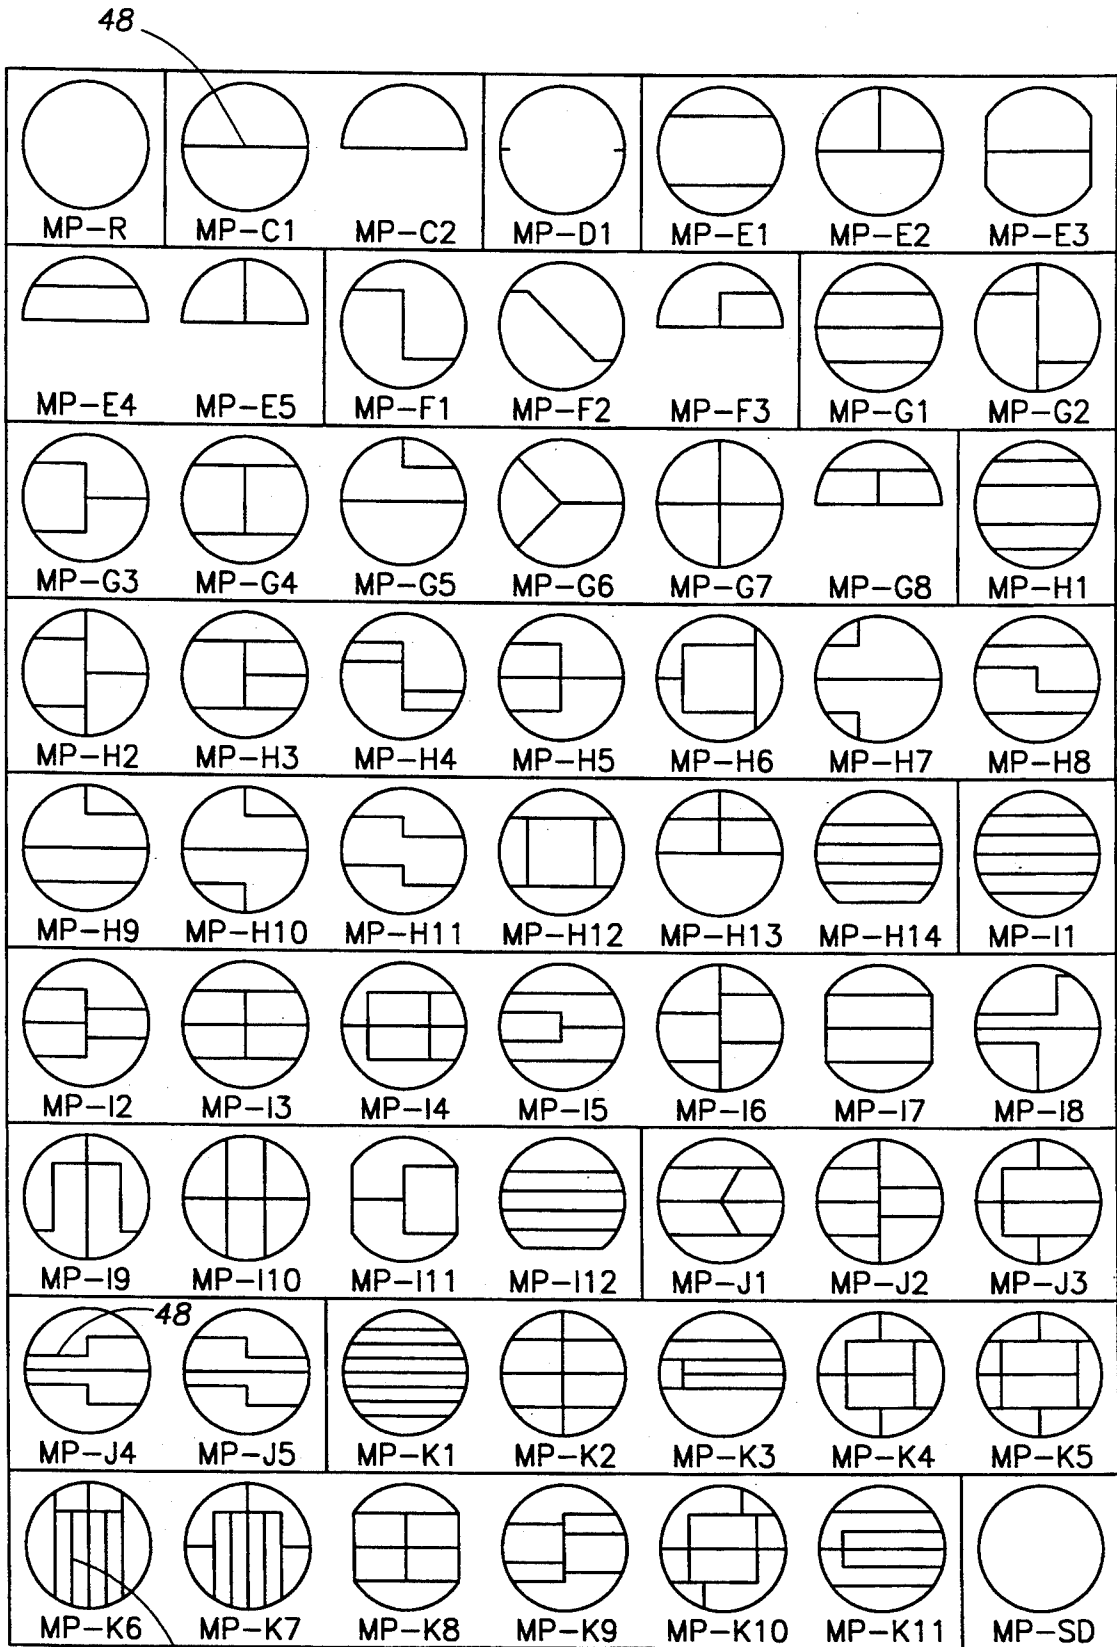 48
MP-R MP-C1 MP-C2 MP-D1 MP-E1 MP-E2 MP-E3
MP-E4 MP-E5 MP-F1 MP-F2 MP-F3 MP-G1 MP-G2
MP-G3 MP-G4 MP-G5 MP-G6 MP-G7 MP-G8 MP-H1
MP-H2 MP-H3 MP-H4 MP-H5 MP-H6 MP-H7 MP-H8
MP-H9 MP-H10 MP-H11 MP-H12 MP-H13 MP-H14 MP-I1
MP-I2 MP-I3 MP-I4 MP-I5 MP-I6 MP-I7 MP-I8
MP-I9 MP-I10 MP-I11 MP-I12 MP-J1 MP-J2 MP-J3
48
MP-J4 MP-J5 MP-K1 MP-K2 MP-K3 MP-K4 MP-K5
MP-K6 MP-K7 MP-K8 MP-K9 MP-K10 MP-K11 MP-SD